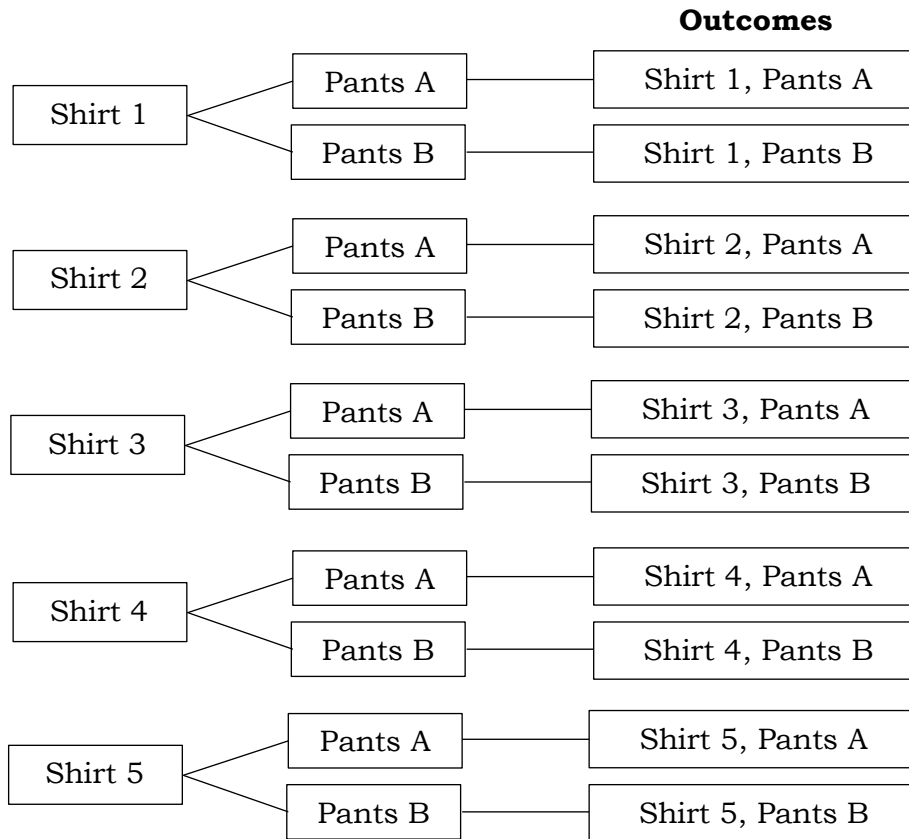 Outcomes
Pants A
Shirt 1, Pants A
Shirt 1
Pants B
Shirt 1, Pants B
Pants A
Shirt 2, Pants A
Shirt 2
Pants B
Shirt 2, Pants B
Pants A
Shirt 3, Pants A
Shirt 3
Pants B
Shirt 3, Pants B
Pants A
Shirt 4, Pants A
Shirt 4
Pants B
Shirt 4, Pants B
Pants A
Shirt 5, Pants A
Shirt 5
Pants B
Shirt 5, Pants B